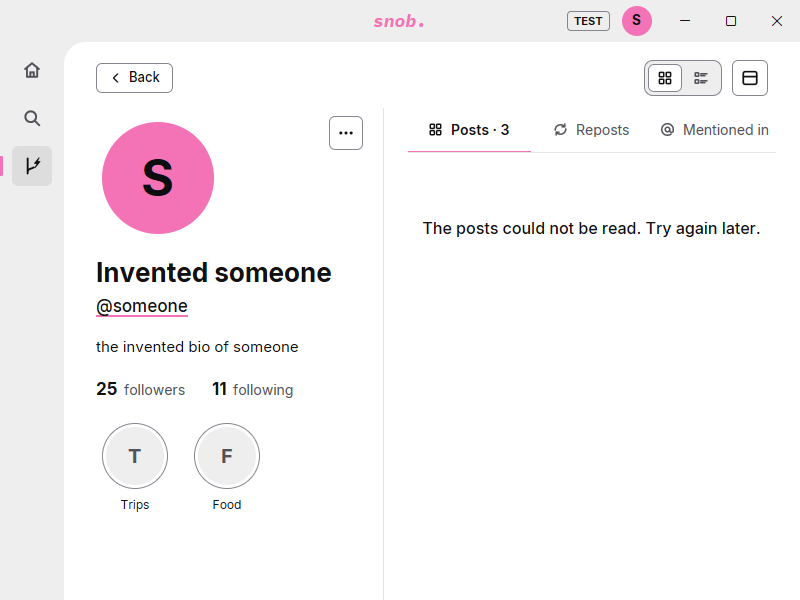 snob.
TEST
S
Back
S
Posts · 3
Reposts
Mentioned in
The posts could not be read. Try again later.
Invented someone
@someone
the invented bio of someone
25 followers 11 following
T
F
Trips
Food